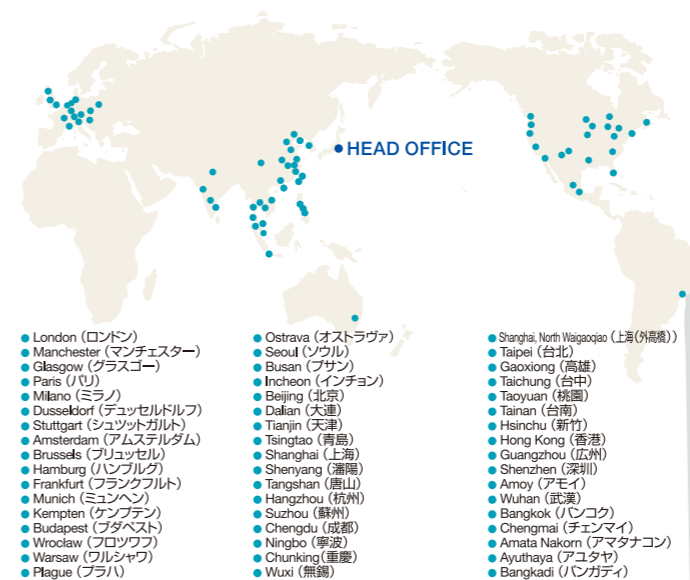 HEAD OFFICE
London（ロンドン）
Manchester（マンチェスター）
Glasgow（グラスゴー）
Paris（パリ）
Milano（ミラノ）
Dusseldorf（デュッセルドルフ）
Stuttgart（シュツットガルト）
Amsterdam（アムステルダム）
Brussels（ブリュッセル）
Hamburg（ハンブルグ）
Frankfurt（フランクフルト）
Munich（ミュンヘン）
Kempten（ケンプテン）
Budapest（ブダペスト）
Wrocław（フロツワフ）
Warsaw（ワルシャワ）
Plague（プラハ）
Ostrava（オストラヴァ）
Seoul（ソウル）
Busan（プサン）
Incheon（インチョン）
Beijing（北京）
Dalian（大連）
Tianjin（天津）
Tsingtao（青島）
Shanghai（上海）
Shenyang（瀋陽）
Tangshan（唐山）
Hangzhou（杭州）
Suzhou（蘇州）
Chengdu（成都）
Ningbo（寧波）
Chunking（重慶）
Wuxi（無錫）
Shanghai, North Waigaoqiao（上海（外高橋））
Taipei（台北）
Gaoxiong（高雄）
Taichung（台中）
Taoyuan（桃園）
Tainan（台南）
Hsinchu（新竹）
Hong Kong（香港）
Guangzhou（広州）
Shenzhen（深圳）
Amoy（アモイ）
Wuhan（武漢）
Bangkok（バンコク）
Chengmai（チェンマイ）
Amata Nakorn（アマタナコン）
Ayuthaya（アユタヤ）
Bangkadi（バンガディ）